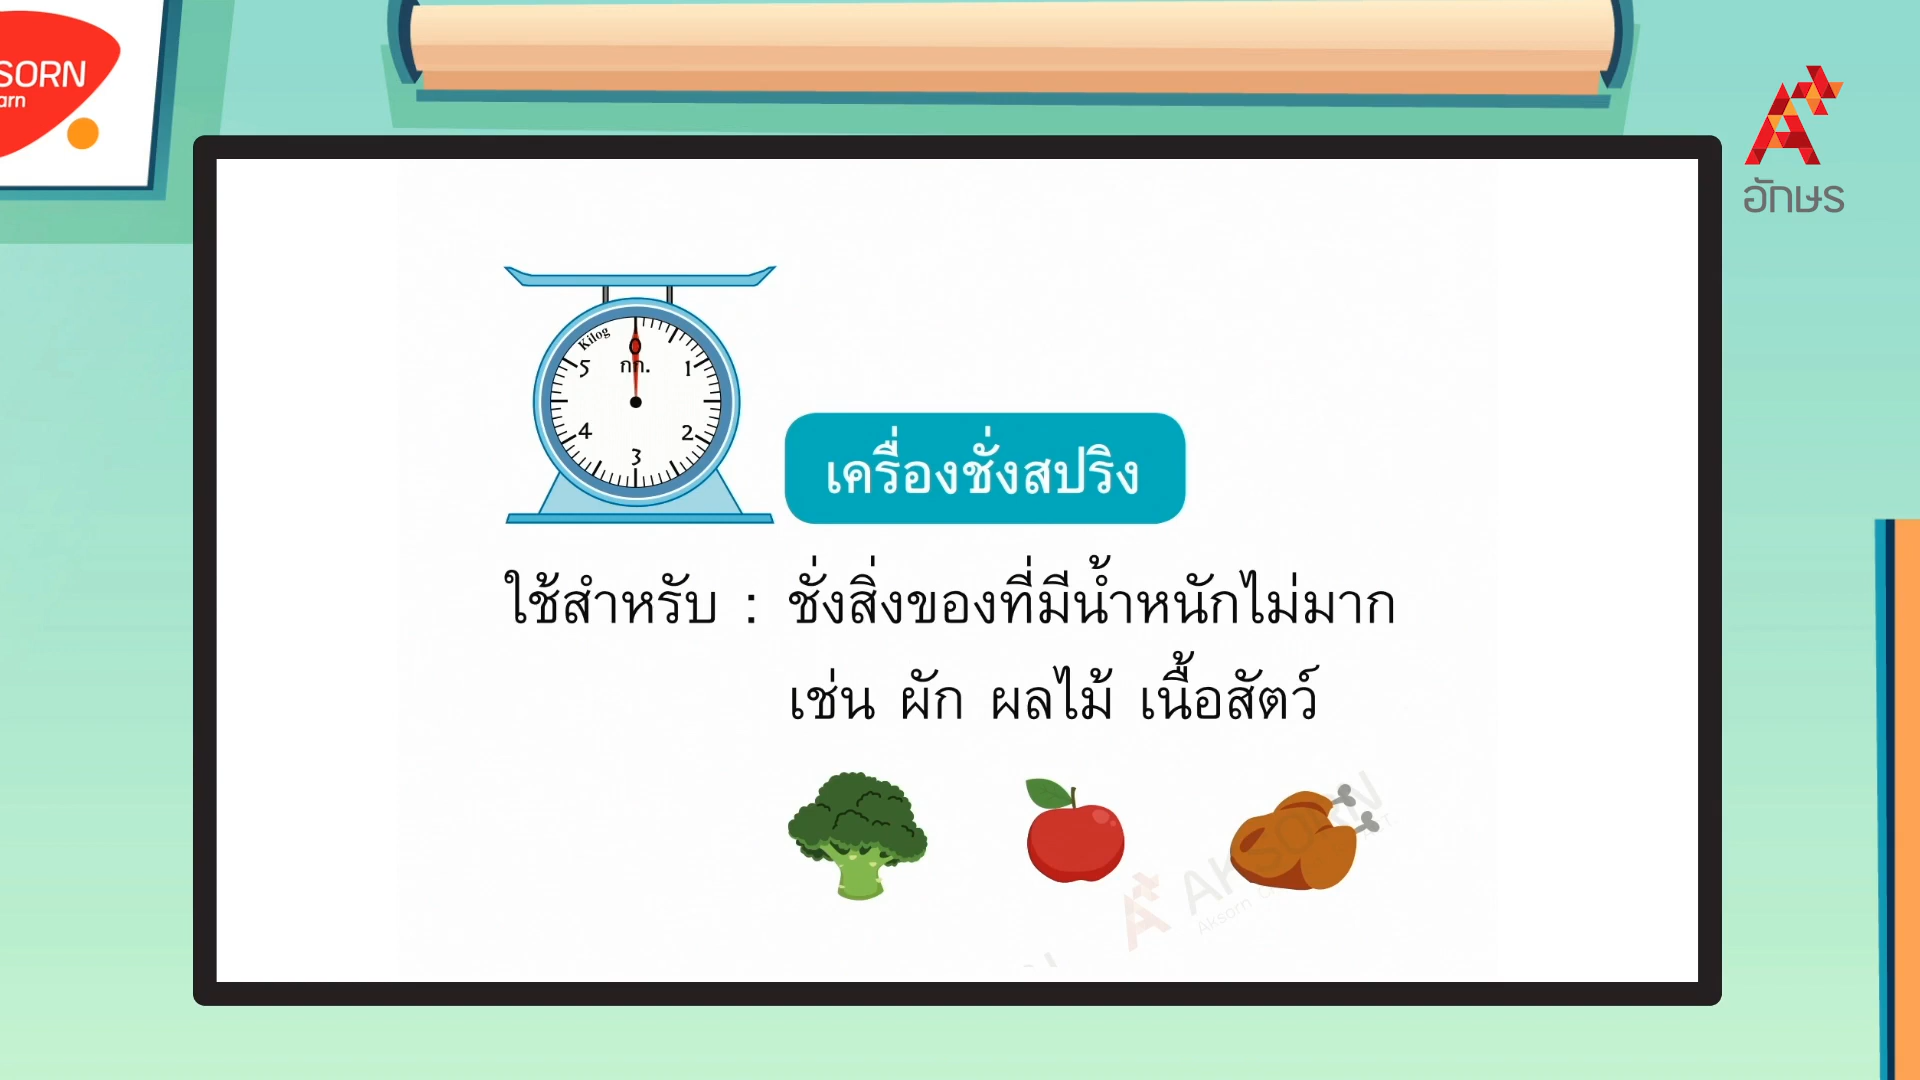 SORN
arn
อักษร
Kilog
0
กก.
5
1
4
2
3
เครื่องชั่งสปริง
ใช้สำหรับ : ชั่งสิ่งของที่มีน้ำหนักไม่มาก
เช่น ผัก ผลไม้ เนื้อสัตว์
AKSORN
Aksorn